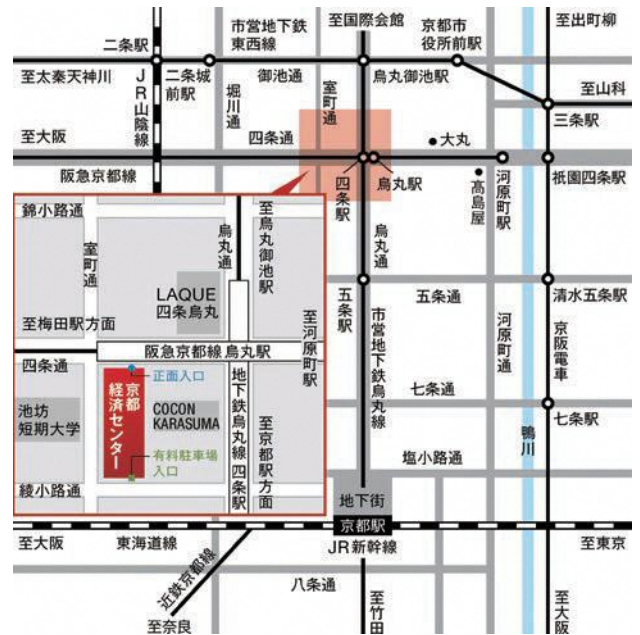 至国際会館
至出町柳
市営地下鉄
東西線
京都市
役所前駅
二条駅
至太秦天神川
JR山陰線
二条城
前駅
堀川通
御池通
室町通
烏丸御池駅
至山科
三条駅
至大阪
四条通
大丸
阪急京都線
四条駅
烏丸駅
髙島屋
河原町駅
祇園四条駅
錦小路通
室町通
烏丸通
至烏丸御池駅
LAQUE
四条烏丸
至梅田駅方面
至河原町駅
阪急京都線 烏丸駅
四条通
正面入口
京都
経済センター
池坊
短期大学
COCON
KARASUMA
地下鉄烏丸線 四条駅
至京都駅方面
有料駐車場
入口
綾小路通
烏丸通
五条駅
五条通
清水五条駅
市営地下鉄烏丸線
河原町通
京阪電車
七条通
七条駅
鴨川
塩小路通
地下街
京都駅
至大阪
東海道線
JR新幹線
至東京
近鉄京都線
八条通
至奈良
至竹田
至大阪